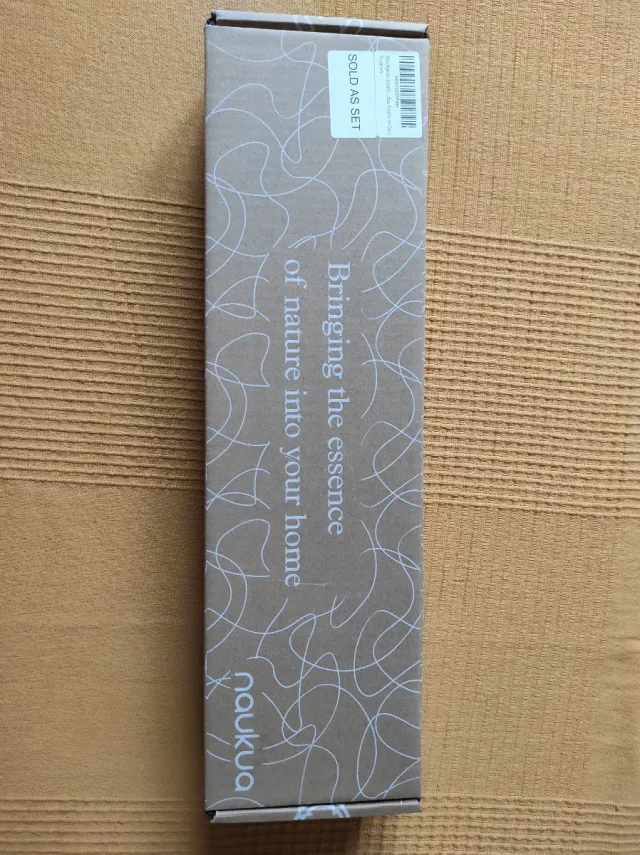 SOLD AS SET
Bringing the essence
of nature into your home
naukua